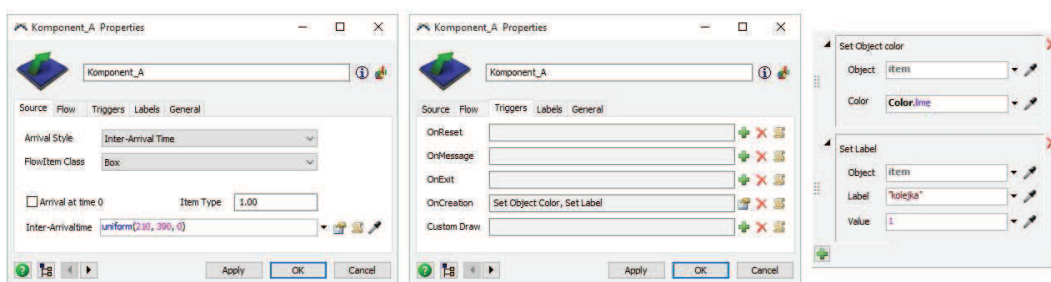 Komponent_A Properties
Komponent_A
Source Flow Triggers Labels General
Arrival Style Inter-Arrival Time
FlowItem Class Box
Arrival at time 0 Item Type 1.00
Inter-Arrivaltime uniform(210, 390, 0)
Apply OK Cancel
Komponent_A Properties
Komponent_A
Source Flow Triggers Labels General
OnReset
OnMessage
OnExit
OnCreation Set Object Color, Set Label
Custom Draw
Apply OK Cancel
Set Object color
Object item
Color Color.lime
Set Label
Object item
Label "kolejka"
Value 1